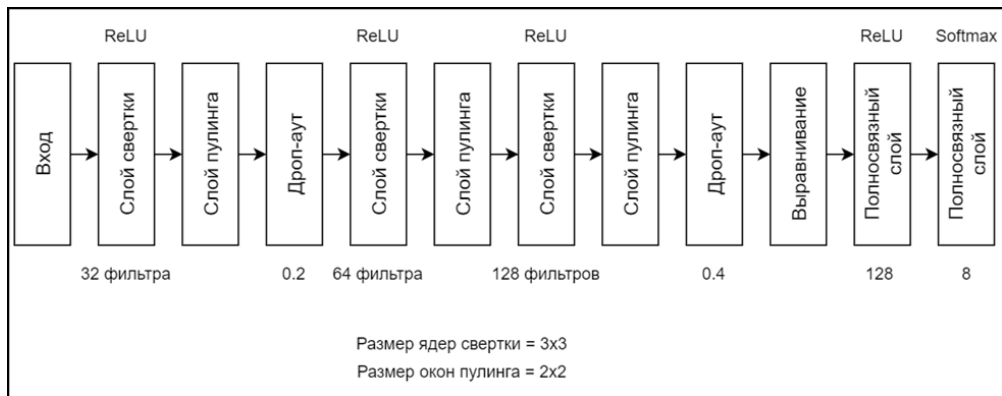 ReLU
ReLU
ReLU
ReLU
Softmax
Вход
Слой свертки
Слой пулинга
Дроп-аут
Слой свертки
Слой пулинга
Слой свертки
Слой пулинга
Дроп-аут
Выравнивание
Полносвязный
слой
Полносвязный
слой
32 фильтра
0.2
64 фильтра
128 фильтров
0.4
128
8
Размер ядер свертки = 3x3
Размер окон пулинга = 2x2